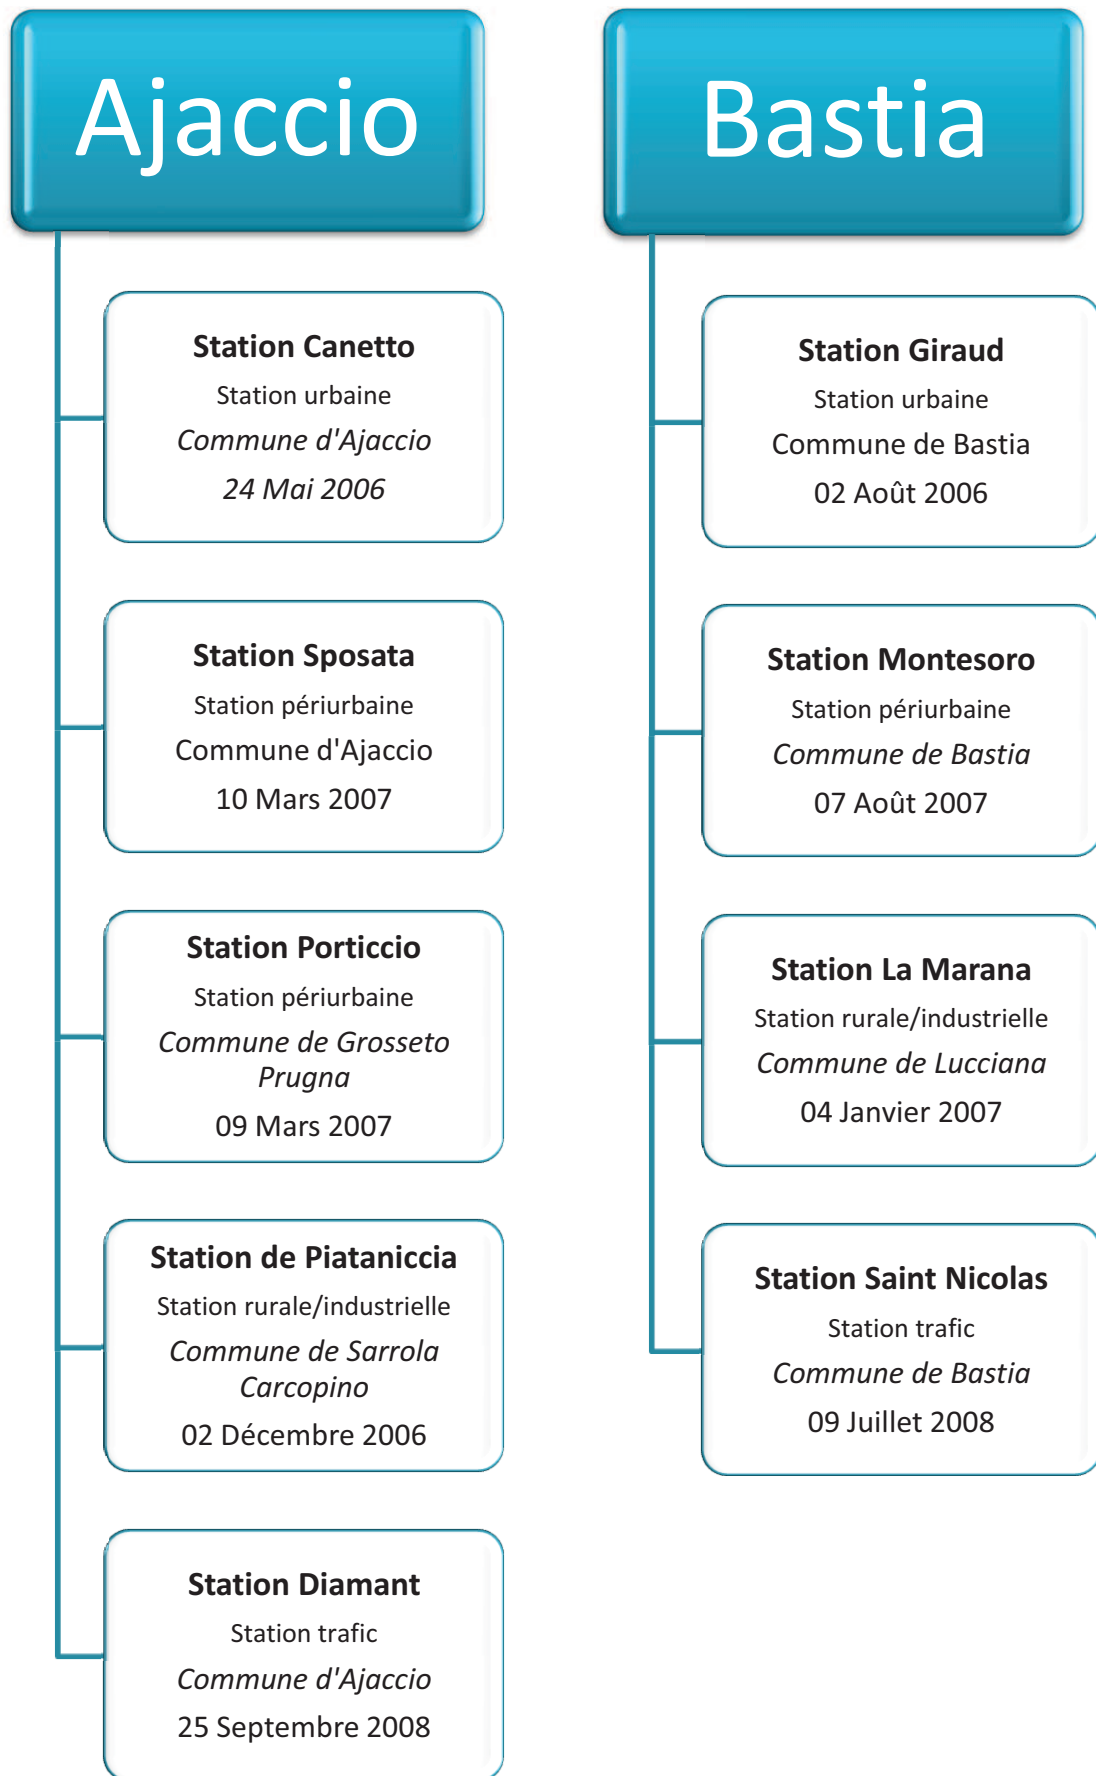 Ajaccio
Station Canetto
Station urbaine
Commune d'Ajaccio
24 Mai 2006
Station Sposata
Station périurbaine
Commune d'Ajaccio
10 Mars 2007
Station Porticcio
Station périurbaine
Commune de Grosseto
Prugna
09 Mars 2007
Station de Piataniccia
Station rurale/industrielle
Commune de Sarrola
Carcopino
02 Décembre 2006
Station Diamant
Station trafic
Commune d'Ajaccio
25 Septembre 2008
Bastia
Station Giraud
Station urbaine
Commune de Bastia
02 Août 2006
Station Montesoro
Station périurbaine
Commune de Bastia
07 Août 2007
Station La Marana
Station rurale/industrielle
Commune de Lucciana
04 Janvier 2007
Station Saint Nicolas
Station trafic
Commune de Bastia
09 Juillet 2008